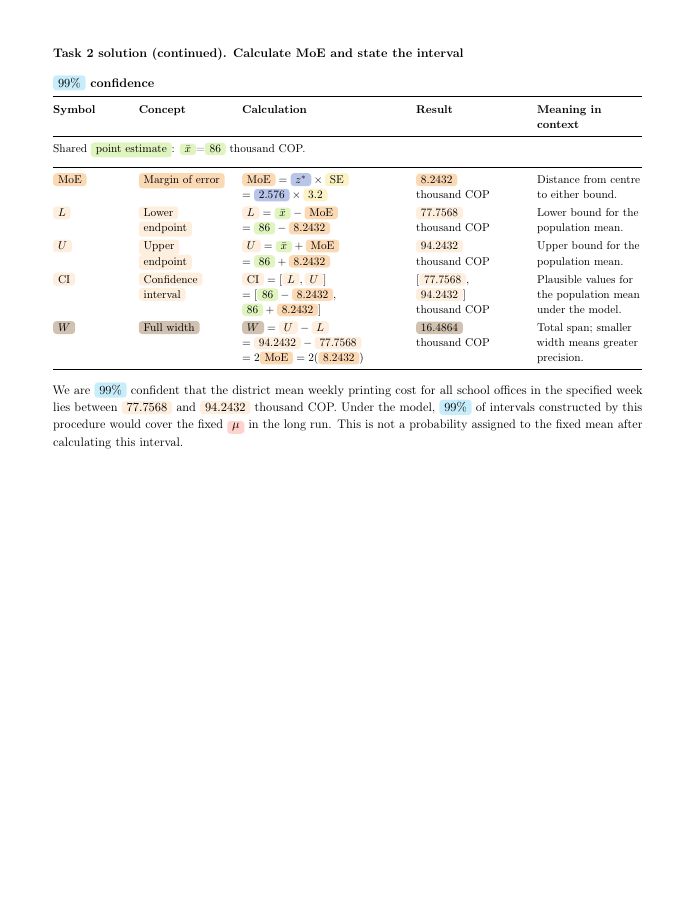 Task 2 solution (continued). Calculate MoE and state the interval
99% confidence
Symbol Concept Calculation Result Meaning in
context
Shared point estimate: x̄ = 86 thousand COP.
MoE Margin of error MoE = z* × SE 8.2432 Distance from centre
= 2.576 × 3.2 thousand COP to either bound.
L Lower L = x̄ − MoE 77.7568 Lower bound for the
endpoint = 86 − 8.2432 thousand COP population mean.
U Upper U = x̄ + MoE 94.2432 Upper bound for the
endpoint = 86 + 8.2432 thousand COP population mean.
CI Confidence CI = [ L , U ] [ 77.7568 , Plausible values for
interval = [ 86 − 8.2432 , 94.2432 ] the population mean
86 + 8.2432 ] thousand COP under the model.
W Full width W = U − L 16.4864 Total span; smaller
= 94.2432 − 77.7568 thousand COP width means greater
= 2 MoE = 2( 8.2432 ) precision.
We are 99% confident that the district mean weekly printing cost for all school offices in the specified week
lies between 77.7568 and 94.2432 thousand COP. Under the model, 99% of intervals constructed by this
procedure would cover the fixed μ in the long run. This is not a probability assigned to the fixed mean after
calculating this interval.